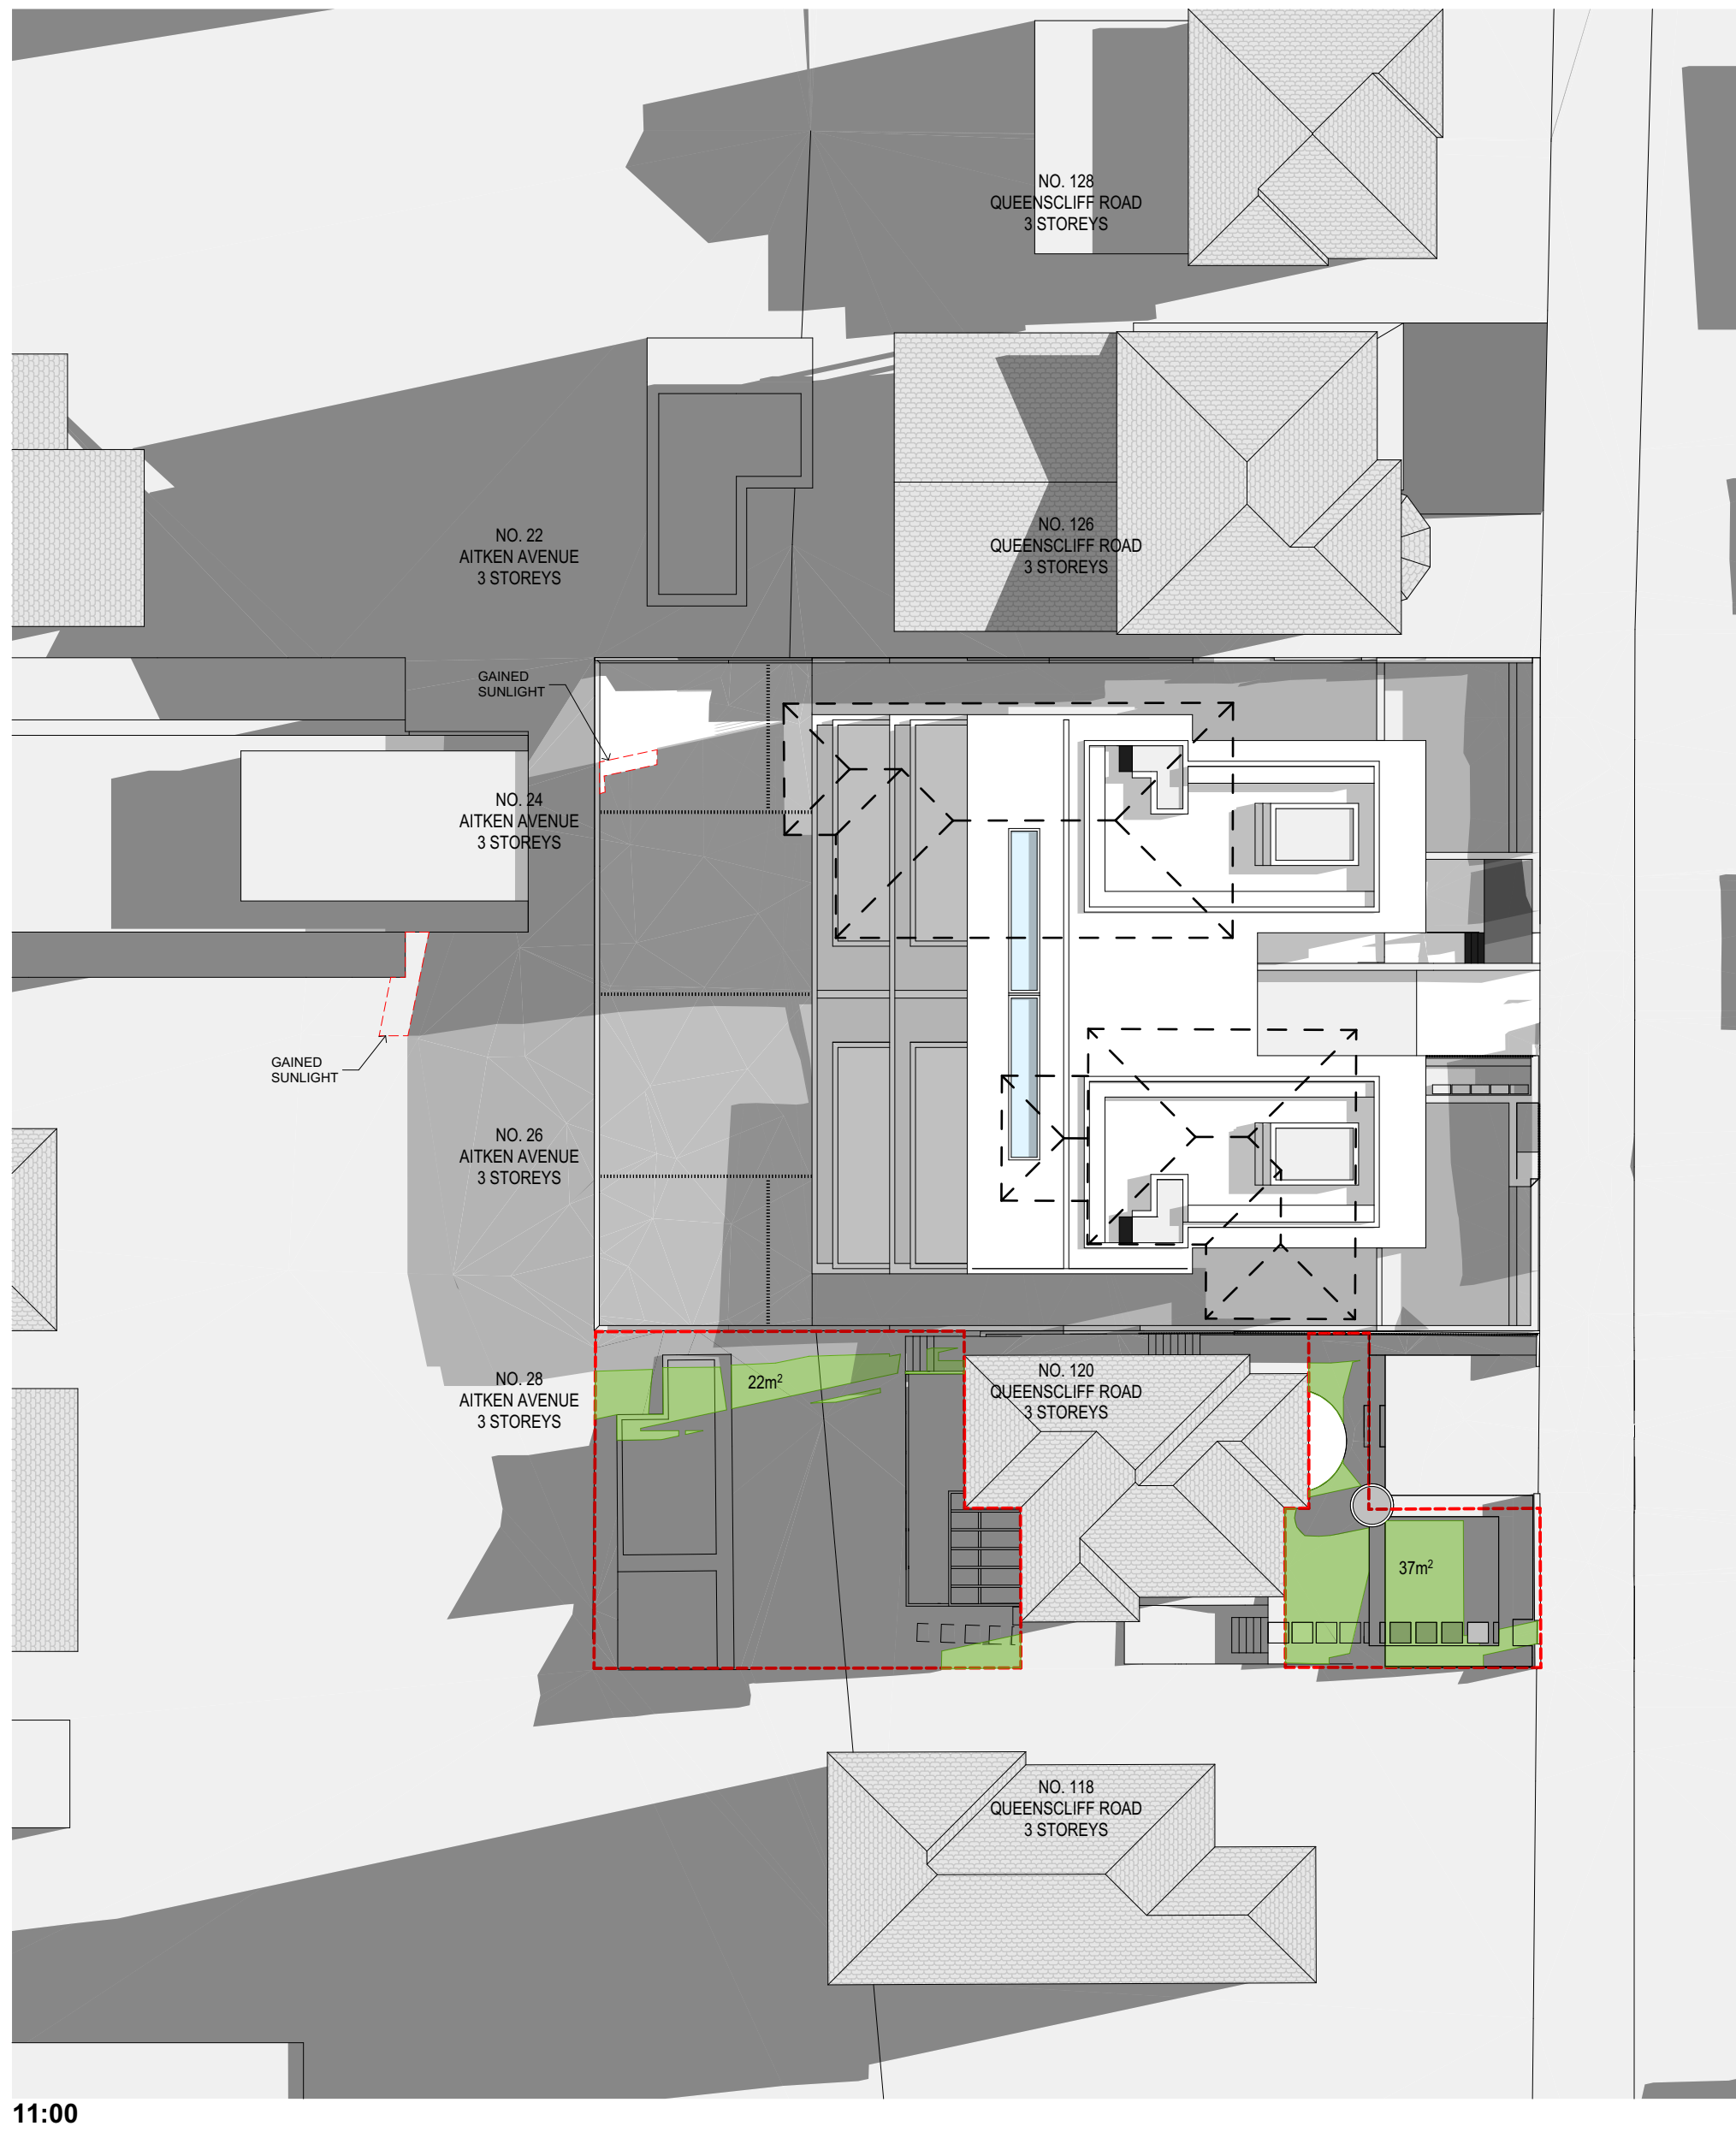 NO. 128
QUEENSCLIFF ROAD
3 STOREYS
NO. 22
AITKEN AVENUE
3 STOREYS
NO. 126
QUEENSCLIFF ROAD
3 STOREYS
GAINED
SUNLIGHT
NO. 24
AITKEN AVENUE
3 STOREYS
GAINED
SUNLIGHT
NO. 26
AITKEN AVENUE
3 STOREYS
NO. 28
AITKEN AVENUE
3 STOREYS
22m²
NO. 120
QUEENSCLIFF ROAD
3 STOREYS
37m²
NO. 118
QUEENSCLIFF ROAD
3 STOREYS
11:00